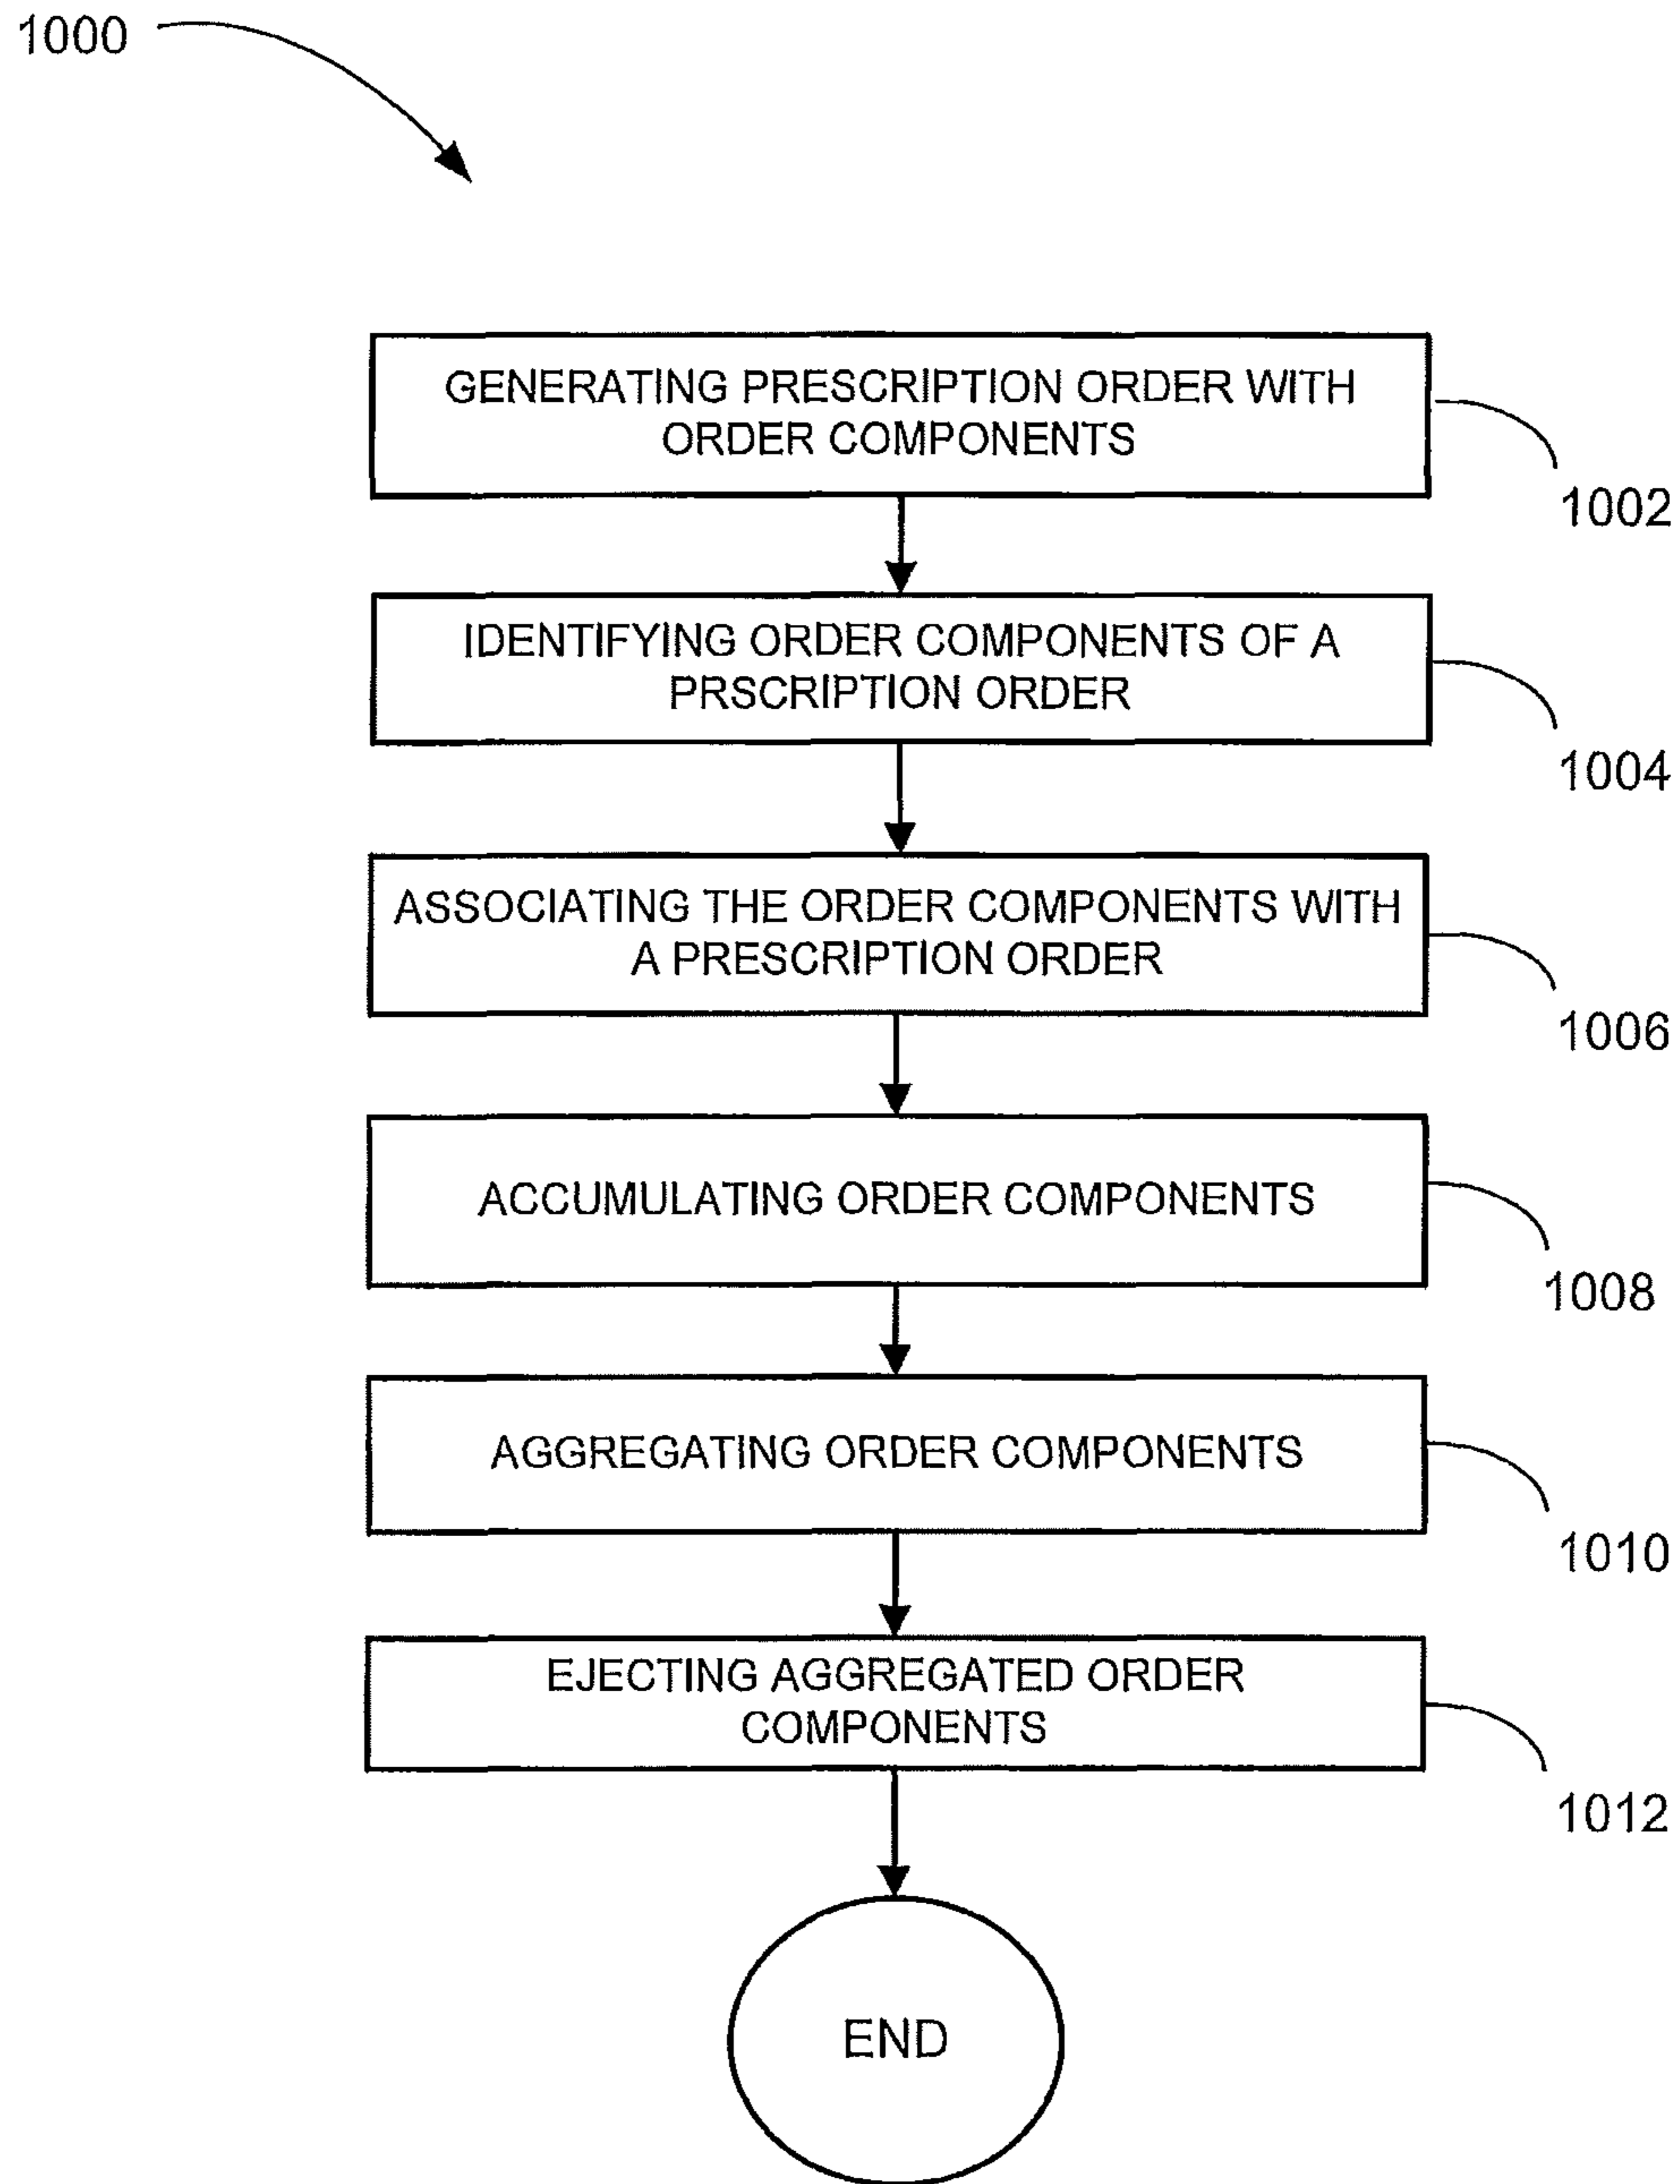 1000
GENERATING PRESCRIPTION ORDER WITH
ORDER COMPONENTS
1002
IDENTIFYING ORDER COMPONENTS OF A
PRSCRIPTION ORDER
1004
ASSOCIATING THE ORDER COMPONENTS WITH
A PRESCRIPTION ORDER
1006
ACCUMULATING ORDER COMPONENTS
1008
AGGREGATING ORDER COMPONENTS
1010
EJECTING AGGREGATED ORDER
COMPONENTS
1012
END